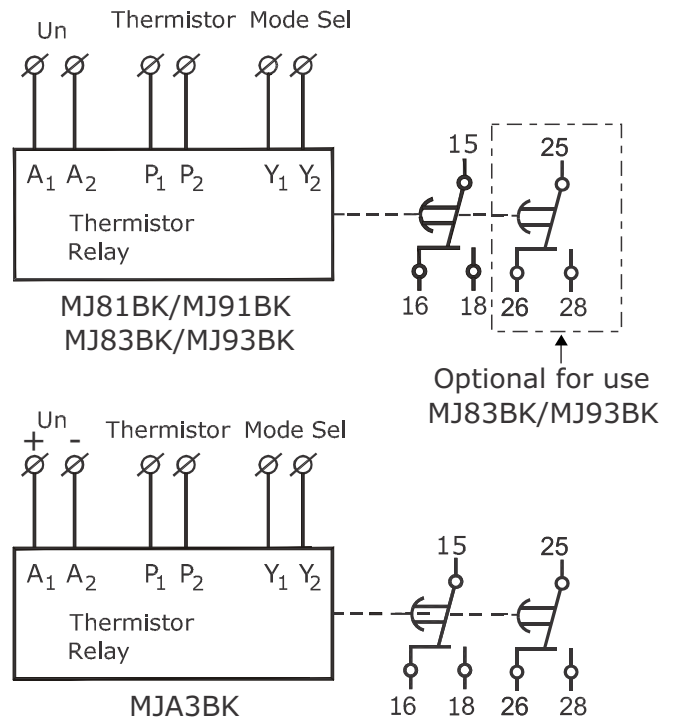 Un Thermistor Mode Sel
A1 A2 P1 P2 Y1 Y2
Thermistor
Relay
15 25
16 18 26 28
MJ81BK/MJ91BK
MJ83BK/MJ93BK
Optional for use
MJ83BK/MJ93BK
Un Thermistor Mode Sel
+ -
A1 A2 P1 P2 Y1 Y2
Thermistor
Relay
15 25
16 18 26 28
MJA3BK